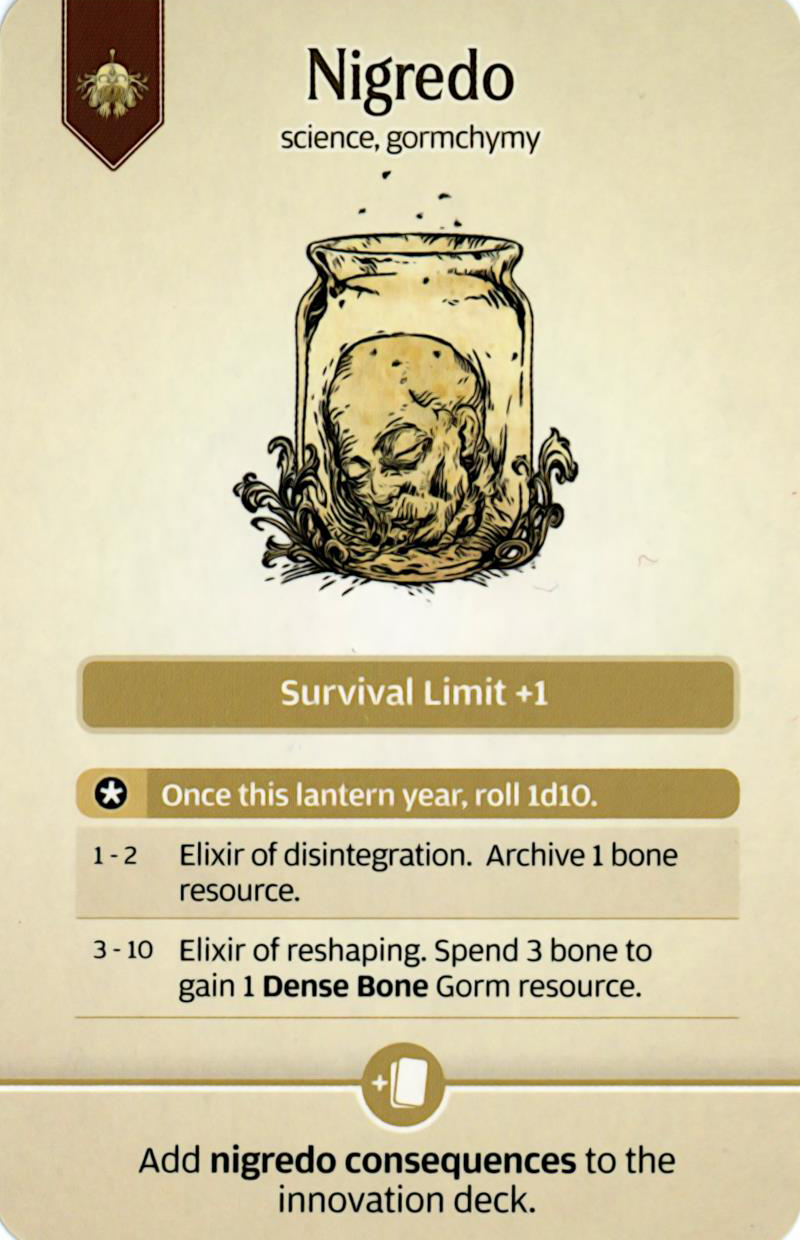 Nigredo
science, gormchymy
Survival Limit +1
Once this lantern year, roll 1d10.
1 - 2 Elixir of disintegration. Archive 1 bone
resource.
3 - 10 Elixir of reshaping. Spend 3 bone to
gain 1 Dense Bone Gorm resource.
+
Add nigredo consequences to the
innovation deck.